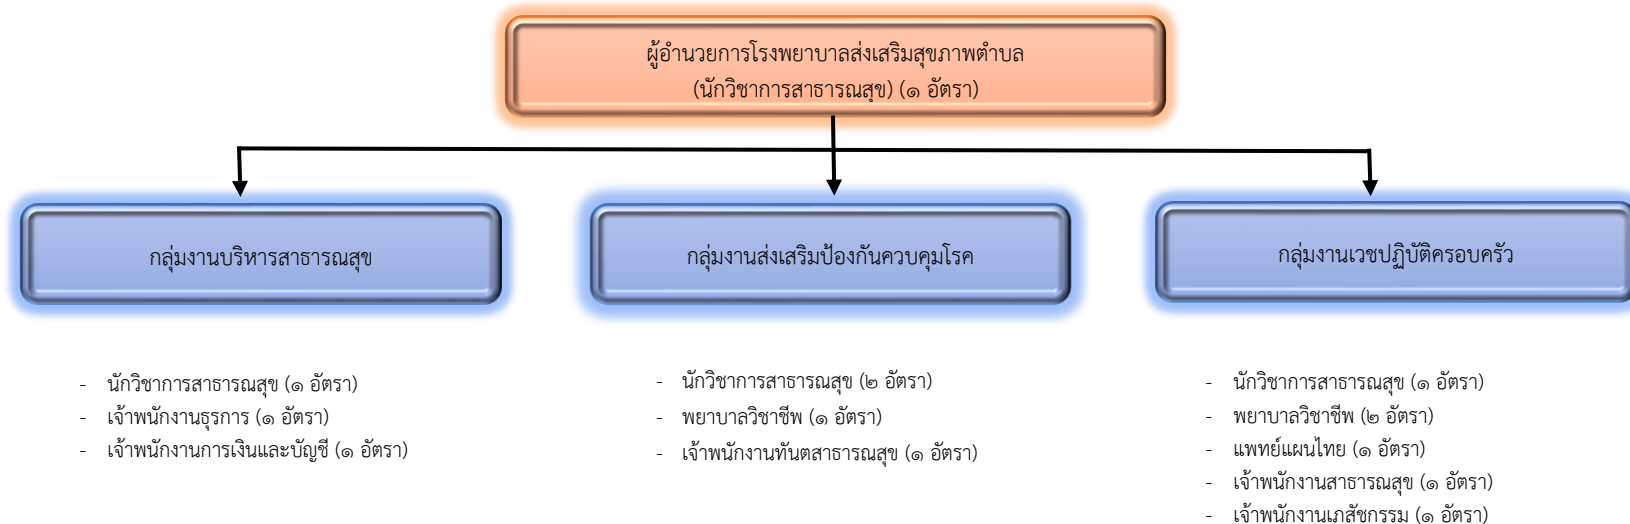 ผู้อำนวยการโรงพยาบาลส่งเสริมสุขภาพตำบล
(นักวิชาการสาธารณสุข) (๑ อัตรา)
กลุ่มงานบริหารสาธารณสุข
กลุ่มงานส่งเสริมป้องกันควบคุมโรค
กลุ่มงานเวชปฏิบัติครอบครัว
- นักวิชาการสาธารณสุข (๑ อัตรา)
- เจ้าพนักงานธุรการ (๑ อัตรา)
- เจ้าพนักงานการเงินและบัญชี (๑ อัตรา)
- นักวิชาการสาธารณสุข (๒ อัตรา)
- พยาบาลวิชาชีพ (๑ อัตรา)
- เจ้าพนักงานทันตสาธารณสุข (๑ อัตรา)
- นักวิชาการสาธารณสุข (๑ อัตรา)
- พยาบาลวิชาชีพ (๒ อัตรา)
- แพทย์แผนไทย (๑ อัตรา)
- เจ้าพนักงานสาธารณสุข (๑ อัตรา)
- เจ้าพนักงานเภสัชกรรม (๑ อัตรา)